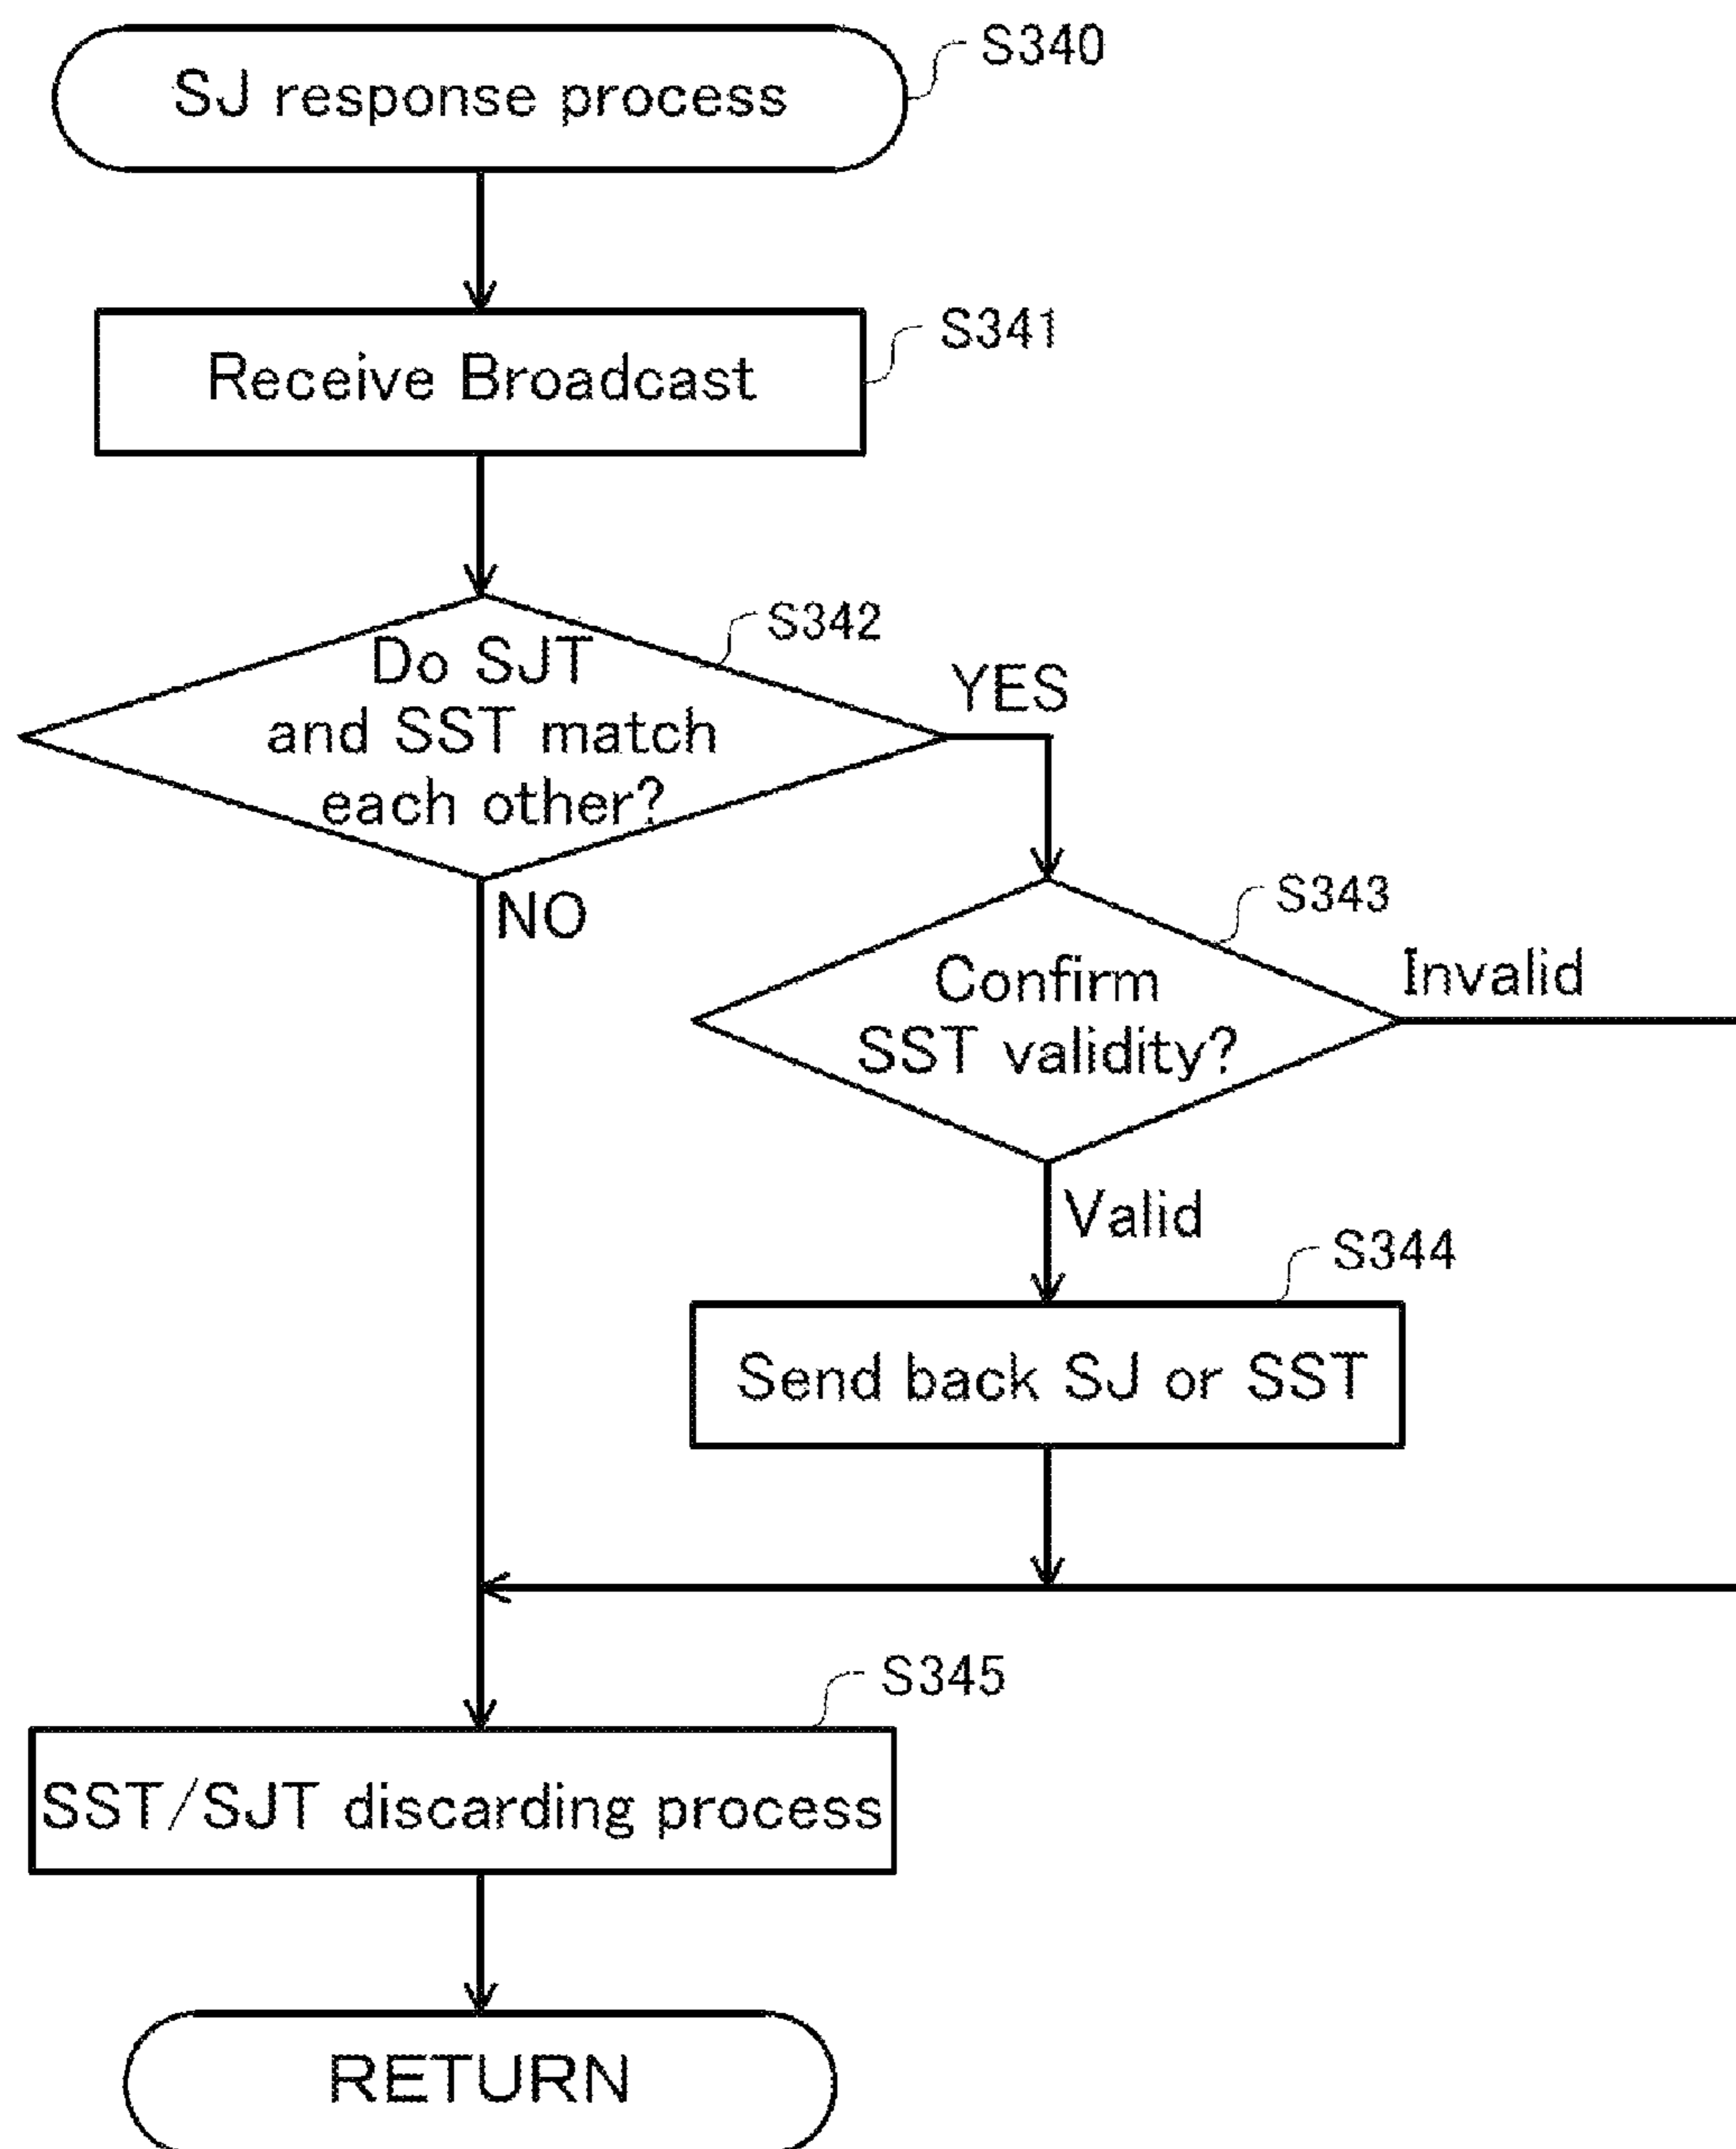 SJ response process
S340
Receive Broadcast
S341
Do SJT
and SST match
each other?
S342
YES
NO
Confirm
SST validity?
S343
Invalid
Valid
Send back SJ or SST
S344
SST/SJT discarding process
S345
RETURN